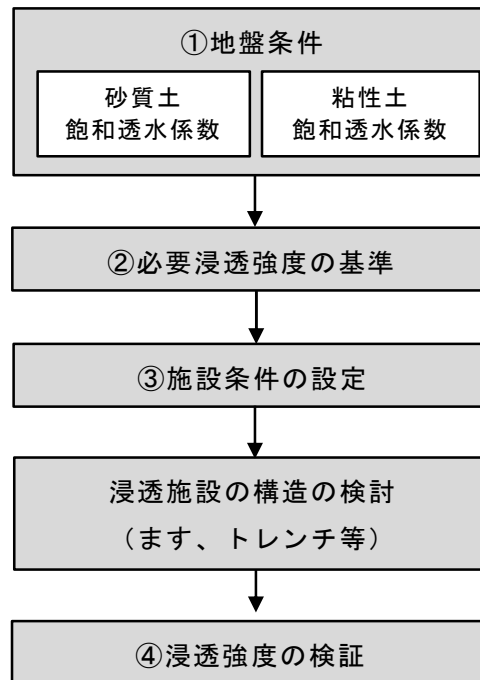 ①地盤条件
砂質土
飽和透水係数
粘性土
飽和透水係数
②必要浸透強度の基準
③施設条件の設定
浸透施設の構造の検討
（ます、トレンチ等）
④浸透強度の検証